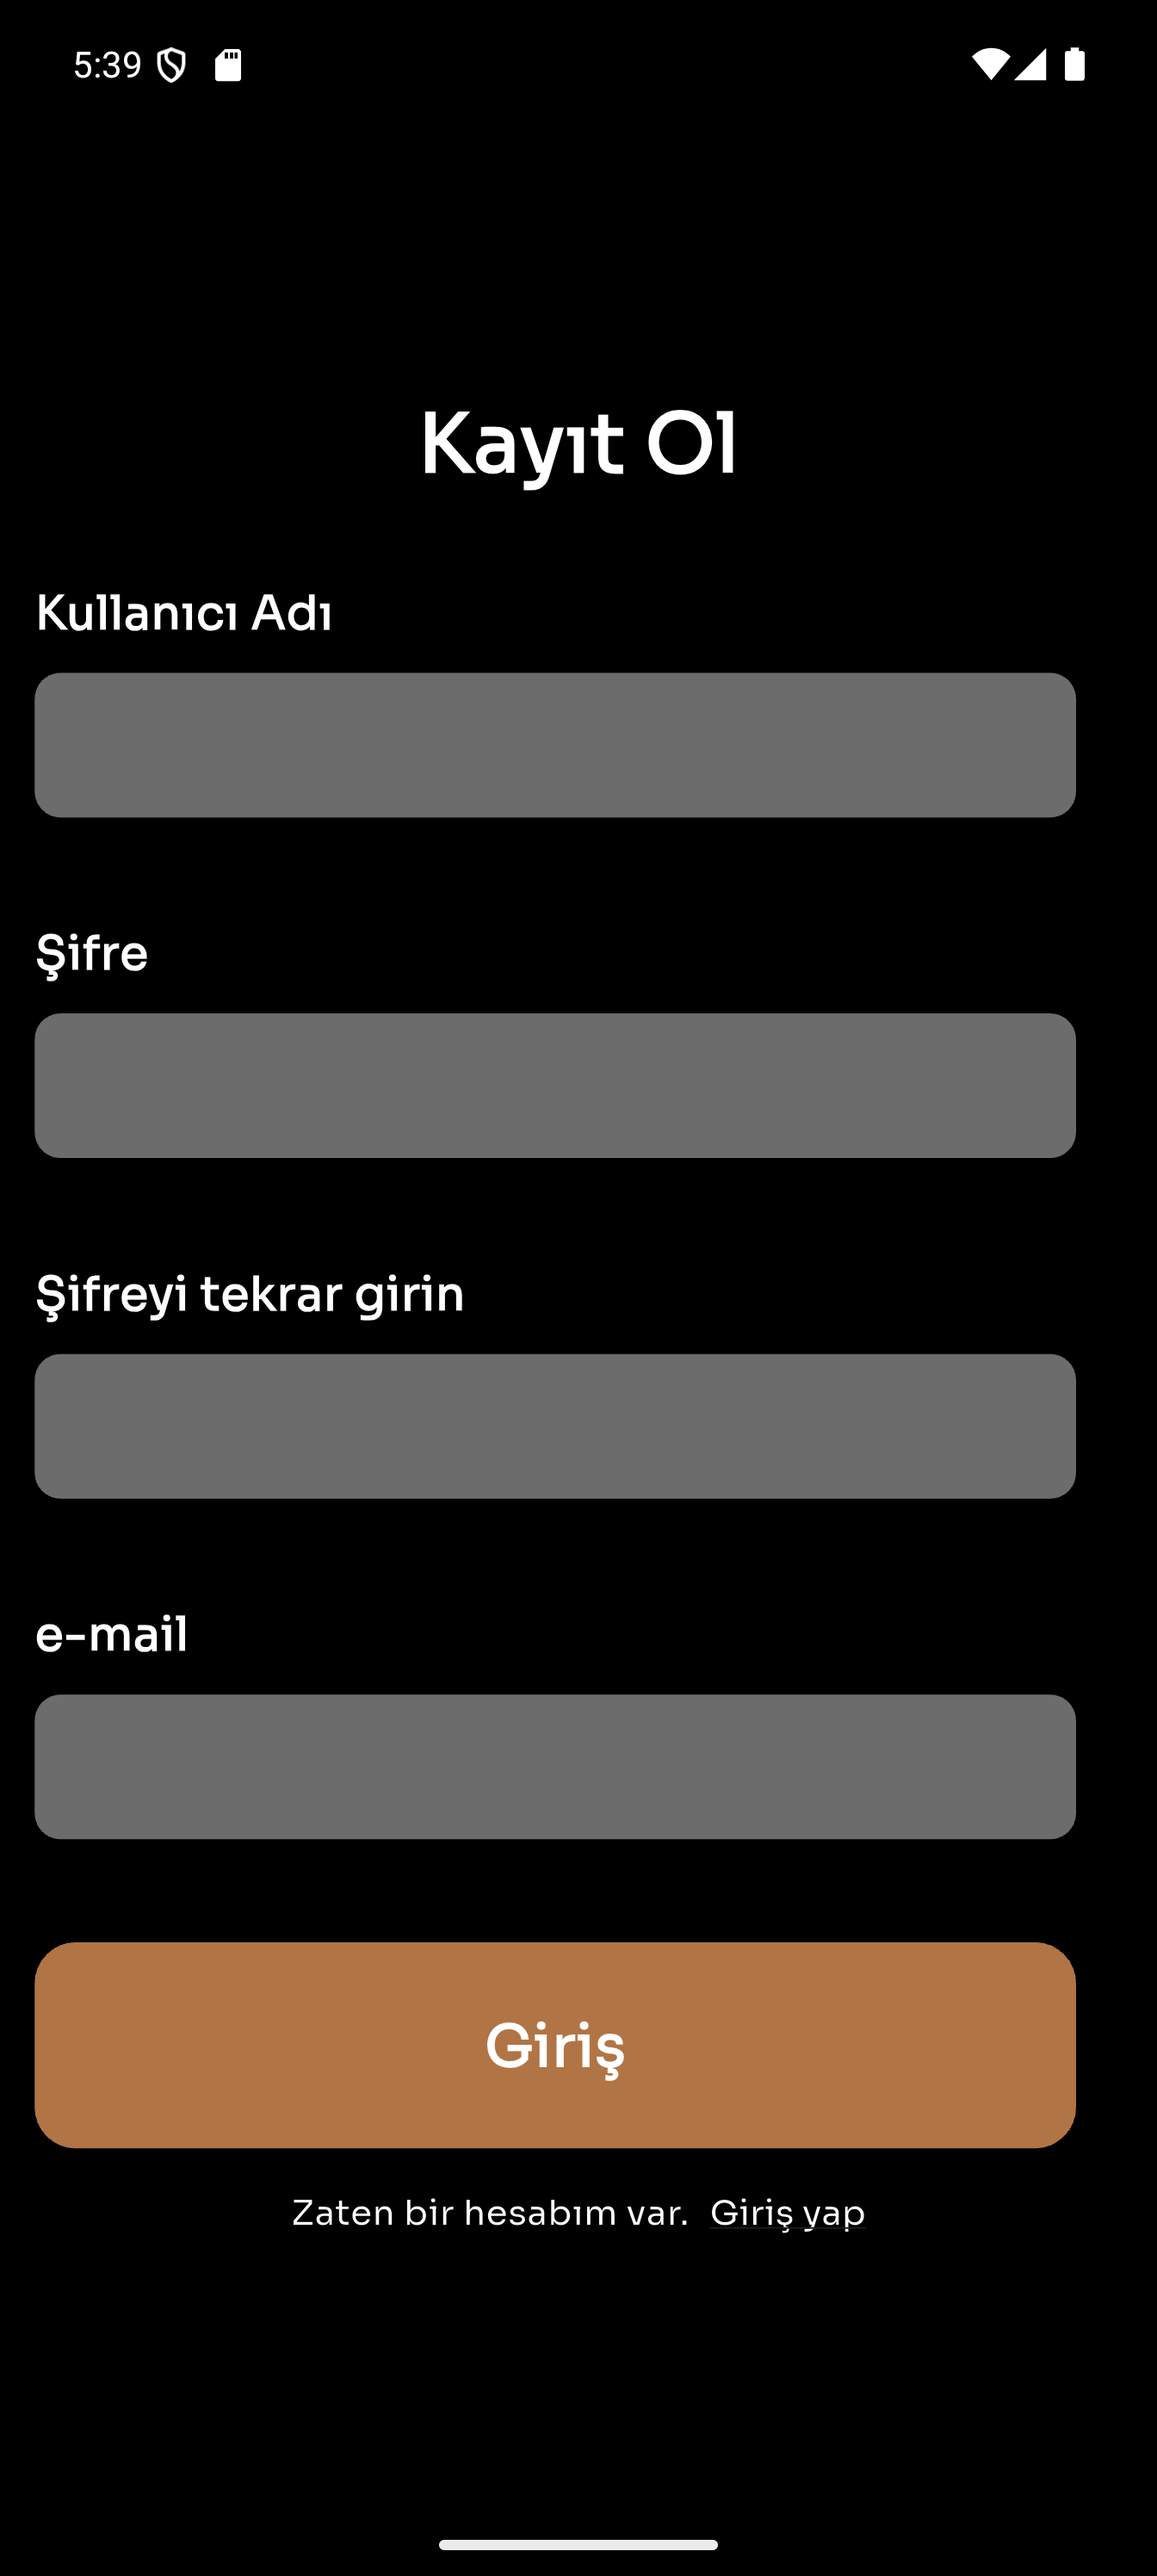 5:39
Kayıt Ol
Kullanıcı Adı
Şifre
Şifreyi tekrar girin
e-mail
Giriş
Zaten bir hesabım var. Giriş yap